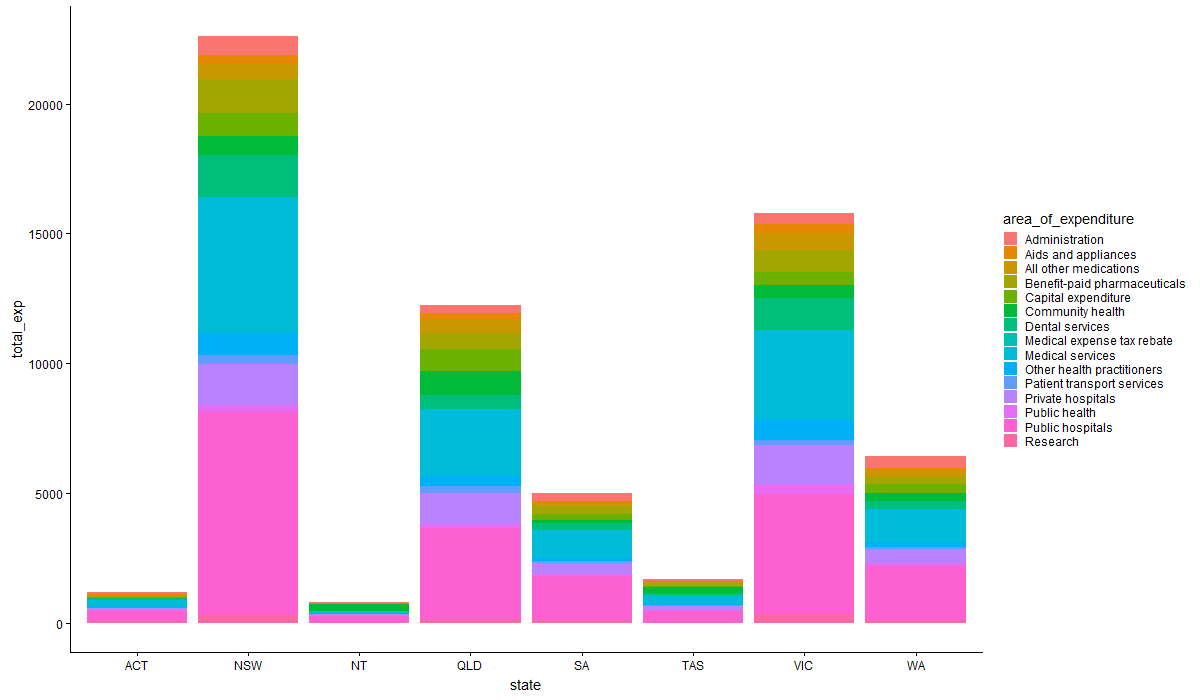 total_exp
20000
15000
10000
5000
0
ACT NSW NT QLD SA TAS VIC WA
state
area_of_expenditure
Administration
Aids and appliances
All other medications
Benefit-paid pharmaceuticals
Capital expenditure
Community health
Dental services
Medical expense tax rebate
Medical services
Other health practitioners
Patient transport services
Private hospitals
Public health
Public hospitals
Research